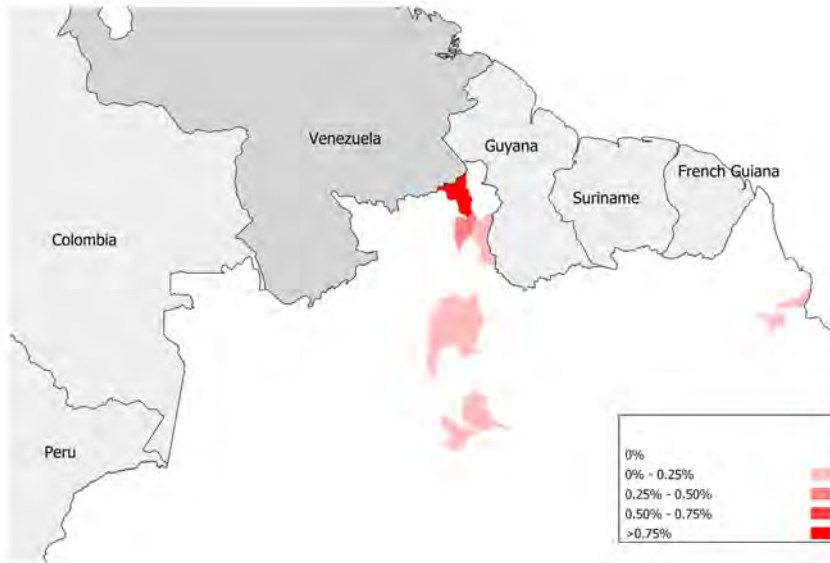 Venezuela
Guyana
French Guiana
Suriname
Colombia
Peru
0%
0% - 0.25%
0.25% - 0.50%
0.50% - 0.75%
>0.75%